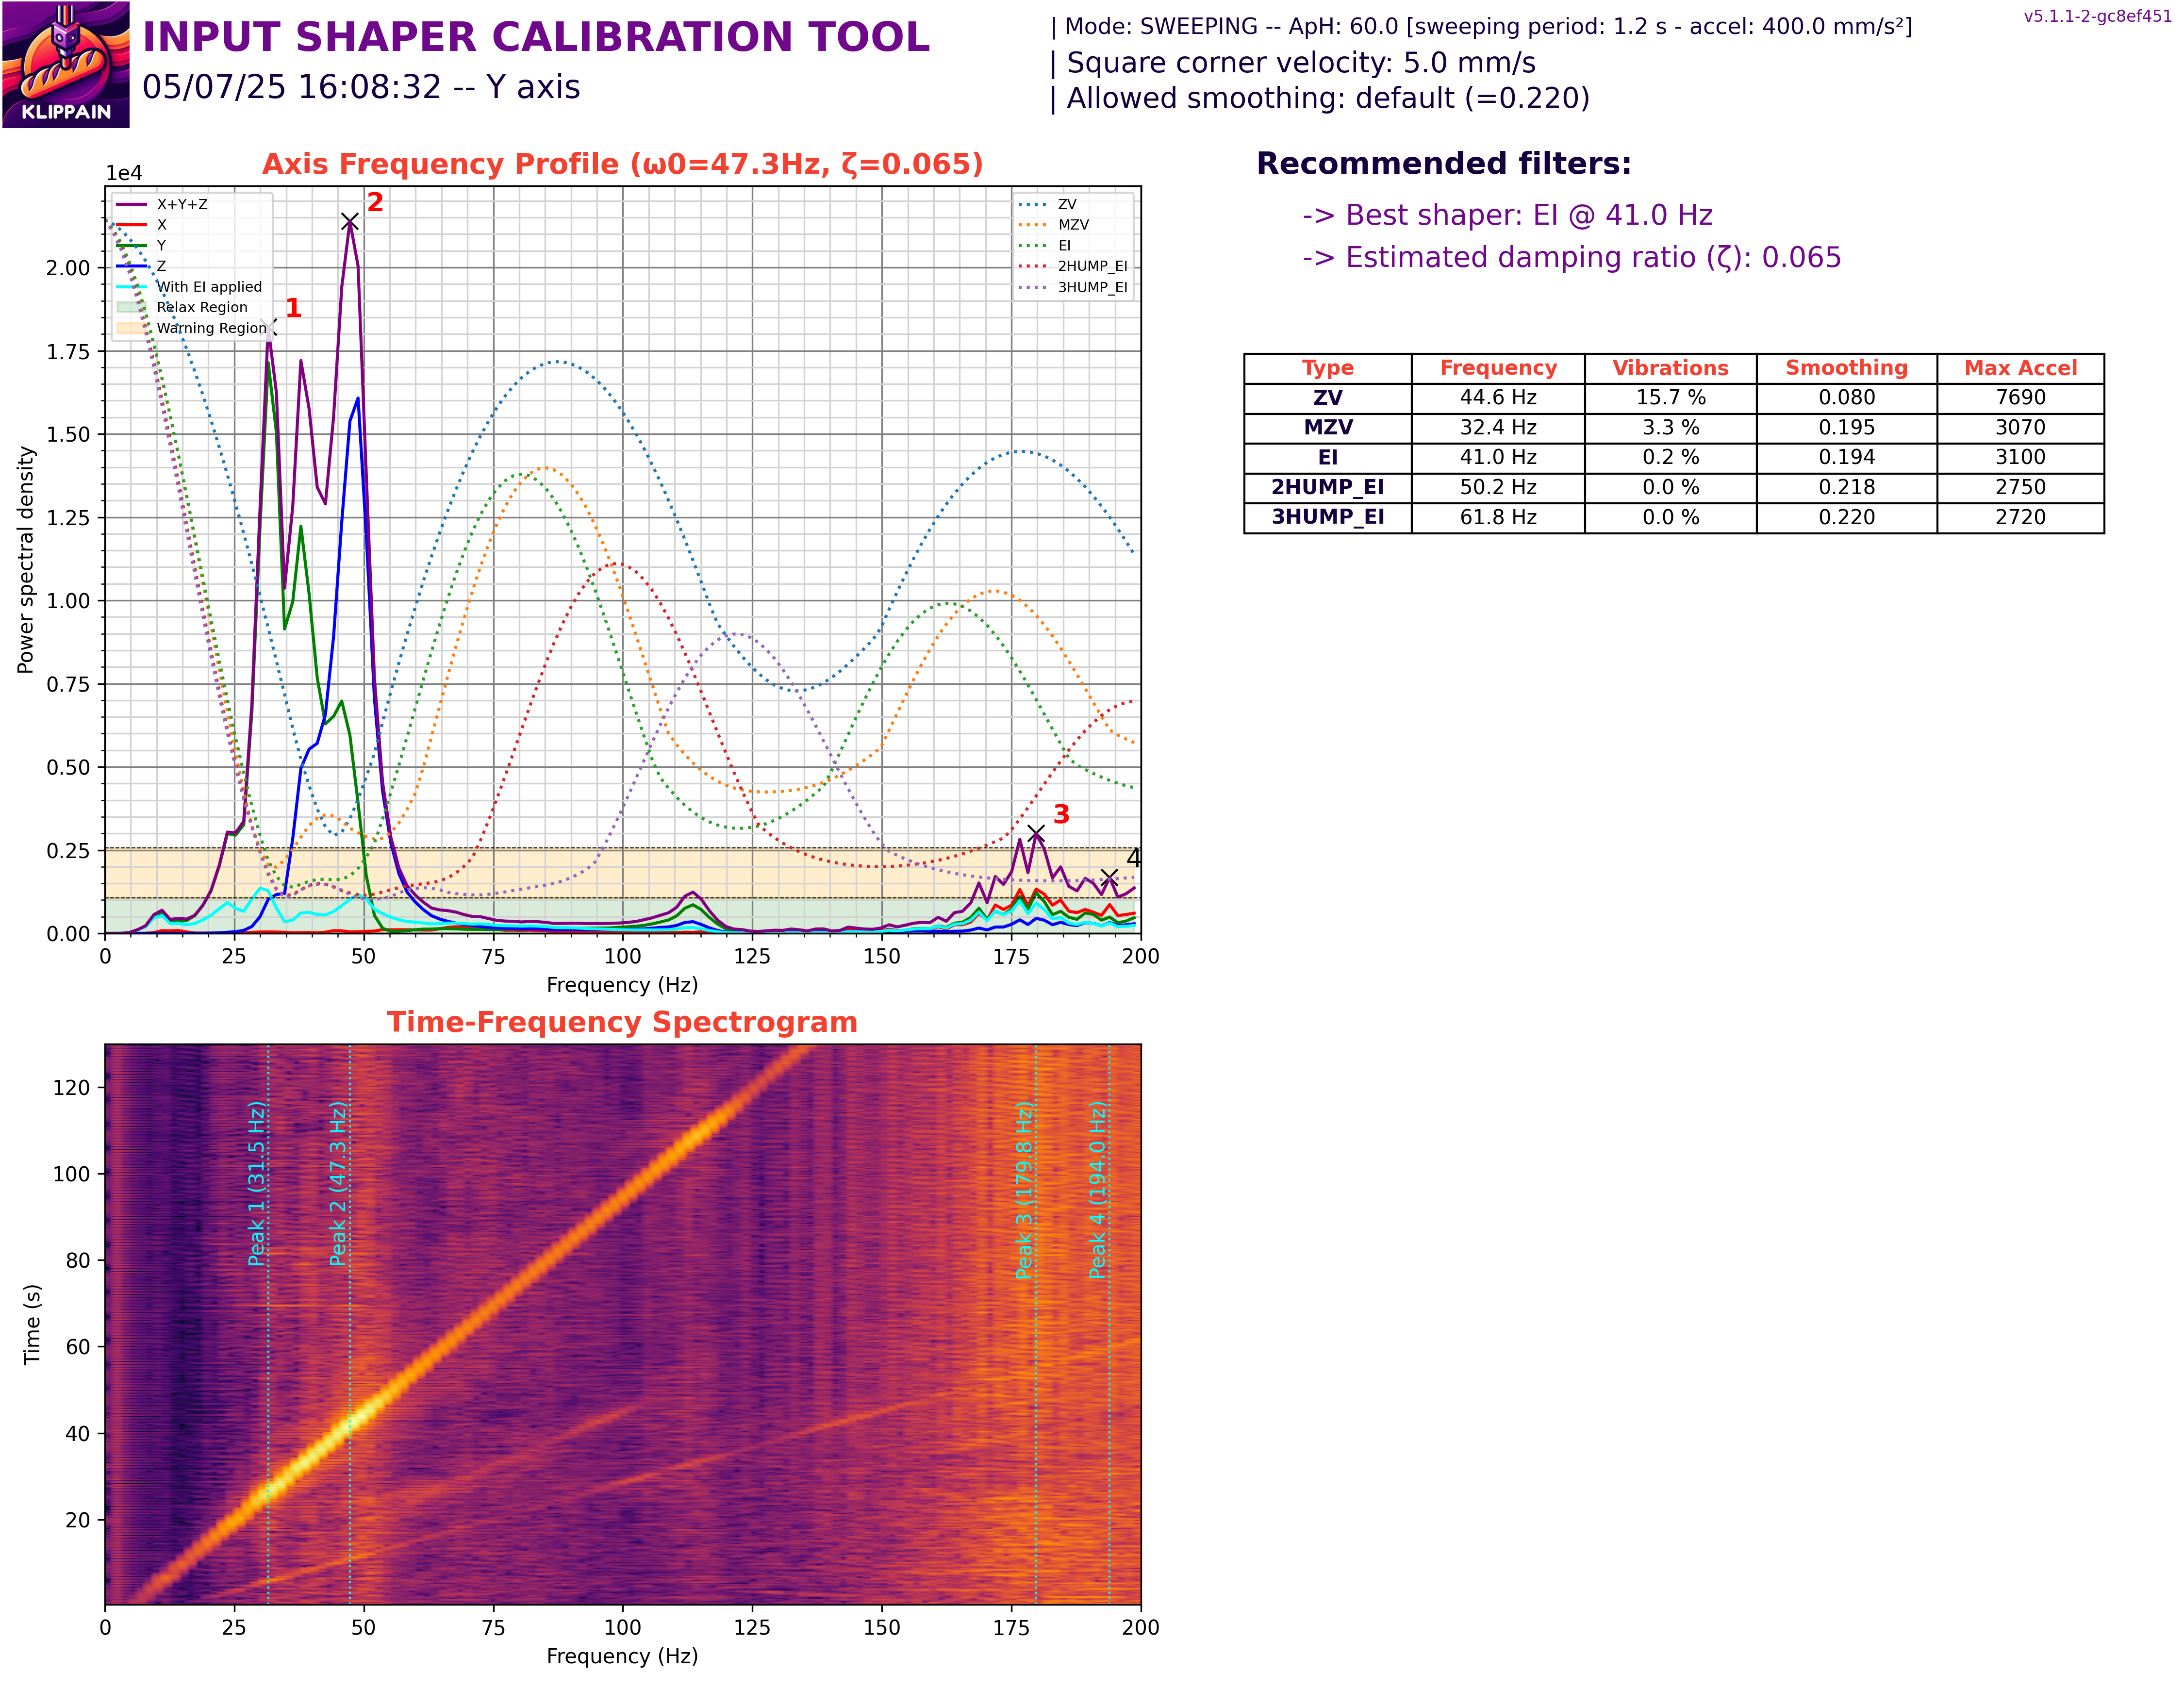 KLIPPAIN
INPUT SHAPER CALIBRATION TOOL
05/07/25 16:08:32 -- Y axis
| Mode: SWEEPING -- ApH: 60.0 [sweeping period: 1.2 s - accel: 400.0 mm/s²]
| Square corner velocity: 5.0 mm/s
| Allowed smoothing: default (=0.220)
v5.1.1-2-gc8ef451
Axis Frequency Profile (ω0=47.3Hz, ζ=0.065)
1e4
X+Y+Z
X
Y
Z
With EI applied
Relax Region
Warning Region
ZV
MZV
EI
2HUMP_EI
3HUMP_EI
1
2
3
4
Power spectral density
2.00
1.75
1.50
1.25
1.00
0.75
0.50
0.25
0.00
0 25 50 75 100 125 150 175 200
Frequency (Hz)
Recommended filters:
-> Best shaper: EI @ 41.0 Hz
-> Estimated damping ratio (ζ): 0.065
Type Frequency Vibrations Smoothing Max Accel
ZV 44.6 Hz 15.7 % 0.080 7690
MZV 32.4 Hz 3.3 % 0.195 3070
EI 41.0 Hz 0.2 % 0.194 3100
2HUMP_EI 50.2 Hz 0.0 % 0.218 2750
3HUMP_EI 61.8 Hz 0.0 % 0.220 2720
Time-Frequency Spectrogram
Time (s)
120
100
80
60
40
20
Peak 1 (31.5 Hz)
Peak 2 (47.3 Hz)
Peak 3 (179.8 Hz)
Peak 4 (194.0 Hz)
0 25 50 75 100 125 150 175 200
Frequency (Hz)